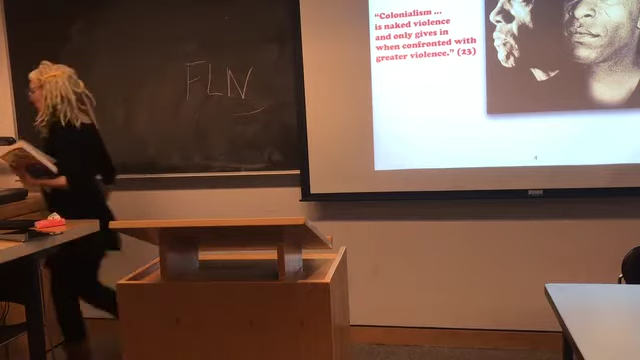 FLN
"Colonialism ...
is naked violence
and only gives in
when confronted with
greater violence." (23)